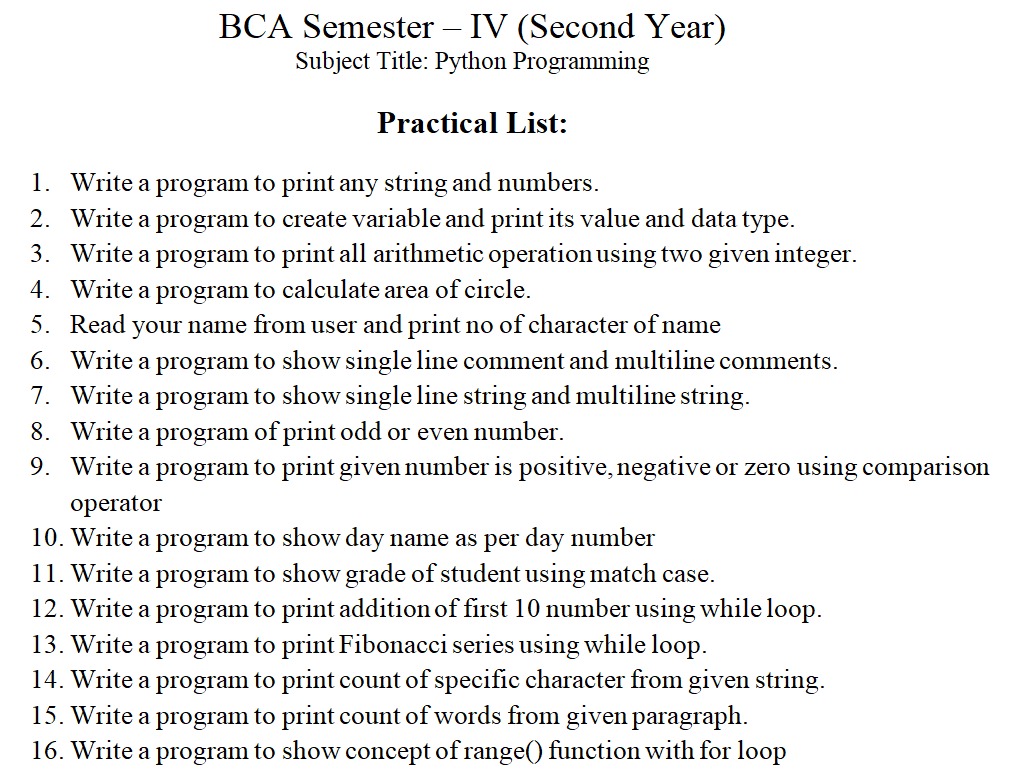 BCA Semester – IV (Second Year)
Subject Title: Python Programming
Practical List:
1. Write a program to print any string and numbers.
2. Write a program to create variable and print its value and data type.
3. Write a program to print all arithmetic operation using two given integer.
4. Write a program to calculate area of circle.
5. Read your name from user and print no of character of name
6. Write a program to show single line comment and multiline comments.
7. Write a program to show single line string and multiline string.
8. Write a program of print odd or even number.
9. Write a program to print given number is positive, negative or zero using comparison
operator
10. Write a program to show day name as per day number
11. Write a program to show grade of student using match case.
12. Write a program to print addition of first 10 number using while loop.
13. Write a program to print Fibonacci series using while loop.
14. Write a program to print count of specific character from given string.
15. Write a program to print count of words from given paragraph.
16. Write a program to show concept of range() function with for loop